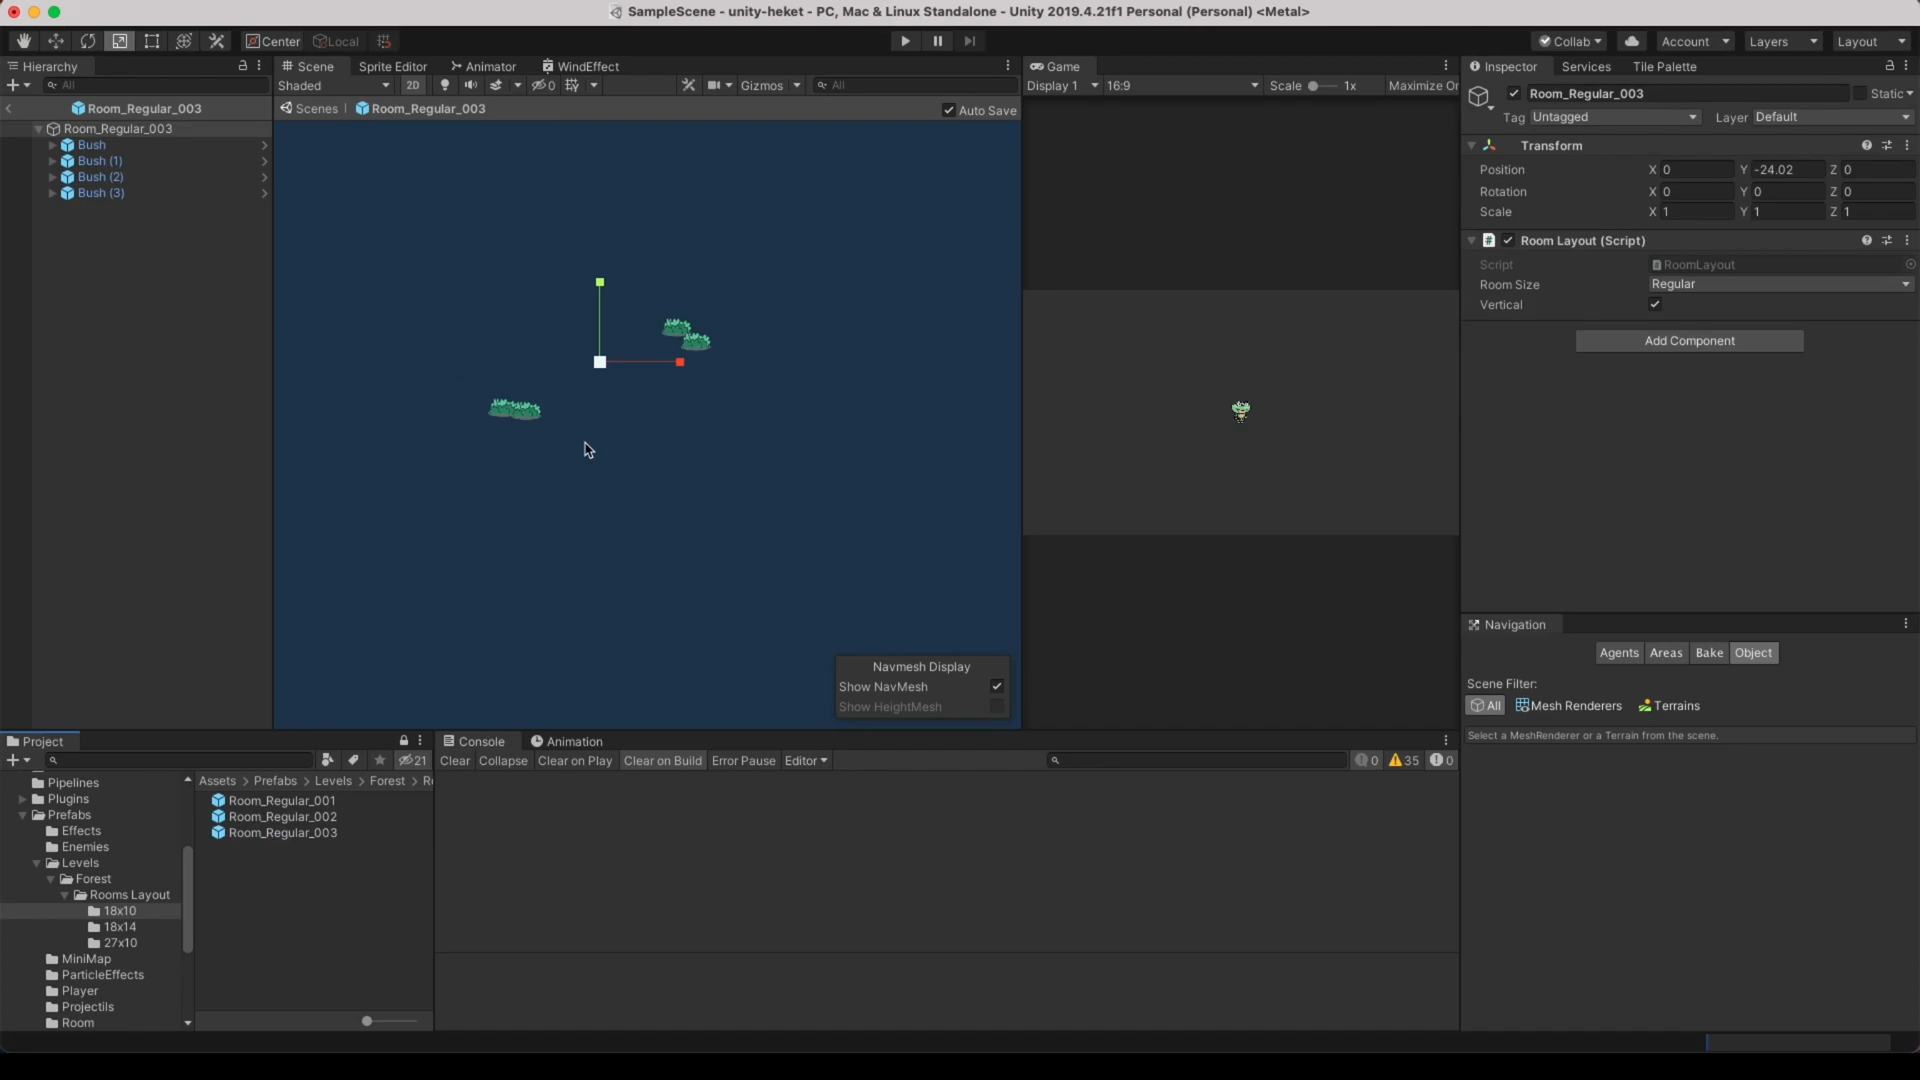 SampleScene - unity-heket - PC, Mac & Linux Standalone - Unity 2019.4.21f1 Personal (Personal) <Metal>
Center
Local
Collab
Account
Layers
Layout
Hierarchy
All
Room_Regular_003
Room_Regular_003
Bush
Bush (1)
Bush (2)
Bush (3)
Scene
Sprite Editor
Animator
WindEffect
Shaded
2D
0
Gizmos
All
Scenes
Room_Regular_003
Auto Save
Navmesh Display
Show NavMesh
Show HeightMesh
Game
Display 1
16:9
Scale
1x
Maximize On
Inspector
Services
Tile Palette
Room_Regular_003
Static
Tag Untagged
Layer Default
Transform
Position X 0 Y -24.02 Z 0
Rotation X 0 Y 0 Z 0
Scale X 1 Y 1 Z 1
Room Layout (Script)
Script RoomLayout
Room Size Regular
Vertical
Add Component
Navigation
Agents
Areas
Bake
Object
Scene Filter:
All
Mesh Renderers
Terrains
Select a MeshRenderer or a Terrain from the scene.
Project
21
Pipelines
Plugins
Prefabs
Effects
Enemies
Levels
Forest
Rooms Layout
18x10
18x14
27x10
MiniMap
ParticleEffects
Player
Projectils
Room
Assets > Prefabs > Levels > Forest > R
Room_Regular_001
Room_Regular_002
Room_Regular_003
Console
Animation
Clear
Collapse
Clear on Play
Clear on Build
Error Pause
Editor
0
35
0